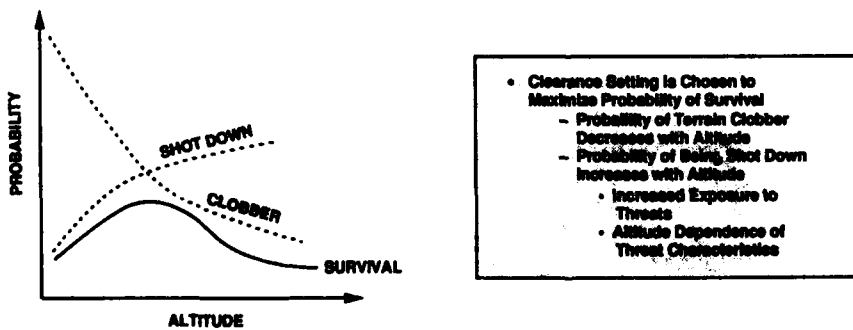 PROBABILITY
SHOT DOWN
CLOBBER
SURVIVAL
ALTITUDE
• Clearance Setting is Chosen to
Maximize Probability of Survival
– Probaility of Terrain Clobber
Decreases with Altitude
– Probability of Being Shot Down
Increases with Altitude
• Increased Exposure to
Threats
• Altitude Dependence of
Threat Characteristics